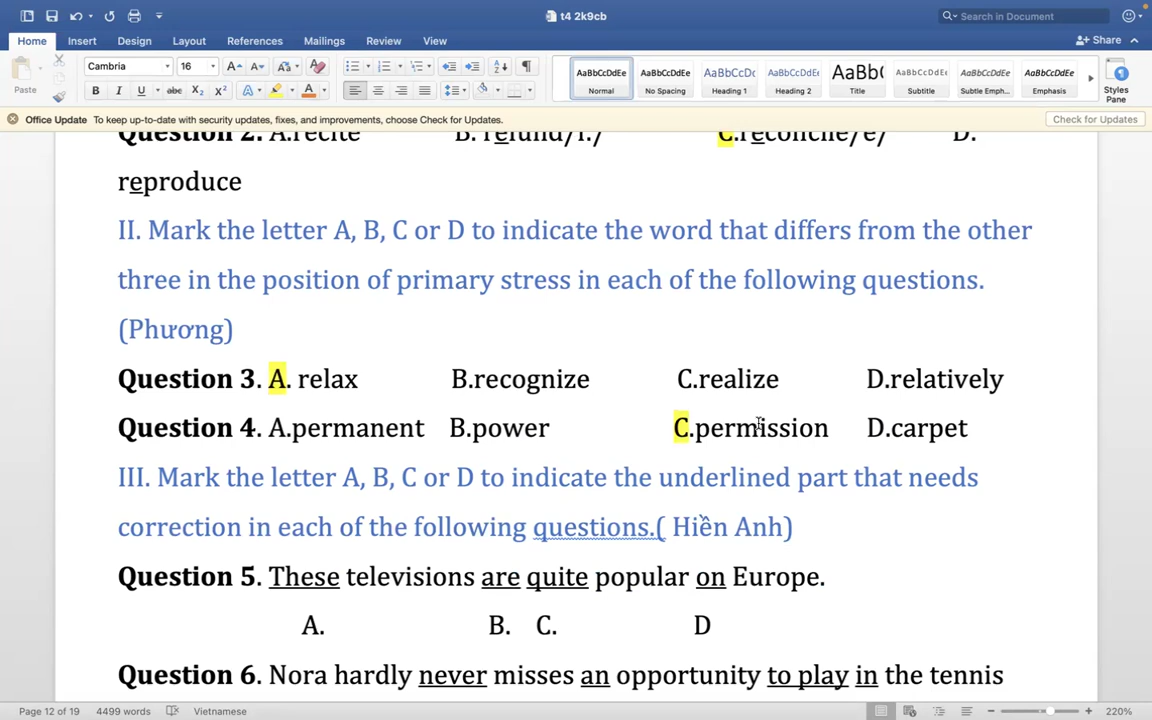 t4 2k9cb
Search in Document
Home Insert Design Layout References Mailings Review View
Share
Cambria 16
Paste
AaBbCcDdEe AaBbCcDdEe AaBbCcDc AaBbCcDdEe AaBb( AaBbCcDdEe AaBbCcDdEe AaBbCcDdEe
Normal No Spacing Heading 1 Heading 2 Title Subtitle Subtle Emph... Emphasis
Styles Pane
Office Update To keep up-to-date with security updates, fixes, and improvements, choose Check for Updates. Check for Updates
Question 2. A.recite B. refund/i:/ C.reconcile/e/ D.
reproduce
II. Mark the letter A, B, C or D to indicate the word that differs from the other
three in the position of primary stress in each of the following questions.
(Phương)
Question 3. A. relax B.recognize C.realize D.relatively
Question 4. A.permanent B.power C.permission D.carpet
III. Mark the letter A, B, C or D to indicate the underlined part that needs
correction in each of the following questions.( Hiền Anh)
Question 5. These televisions are quite popular on Europe.
A. B. C. D
Question 6. Nora hardly never misses an opportunity to play in the tennis
Page 12 of 19 4499 words Vietnamese 220%